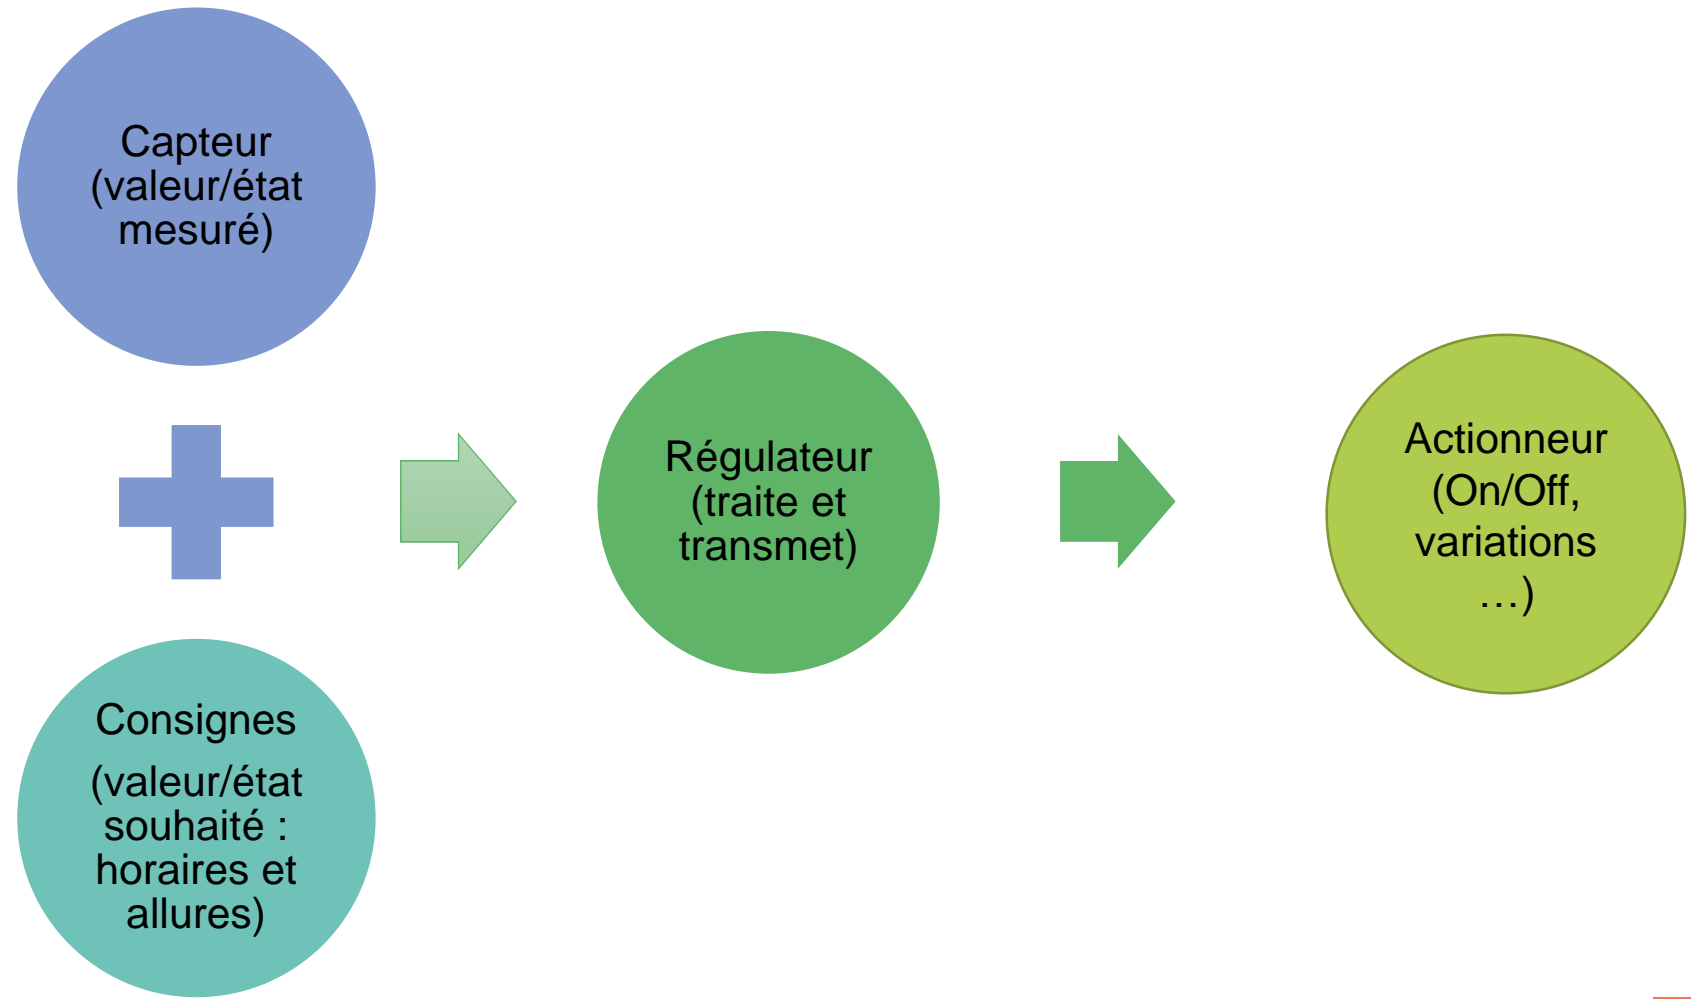 Capteur
(valeur/état
mesuré)
Consignes
(valeur/état
souhaité :
horaires et
allures)
Régulateur
(traite et
transmet)
Actionneur
(On/Off,
variations
…)